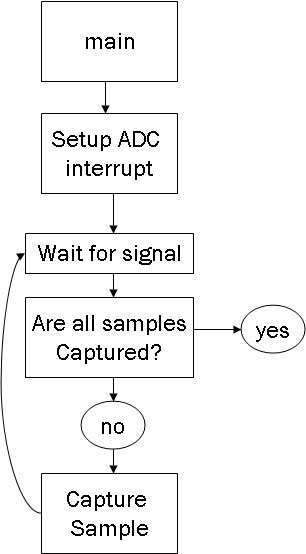 main
Setup ADC
interrupt
Wait for signal
Are all samples
Captured?
yes
no
Capture
Sample